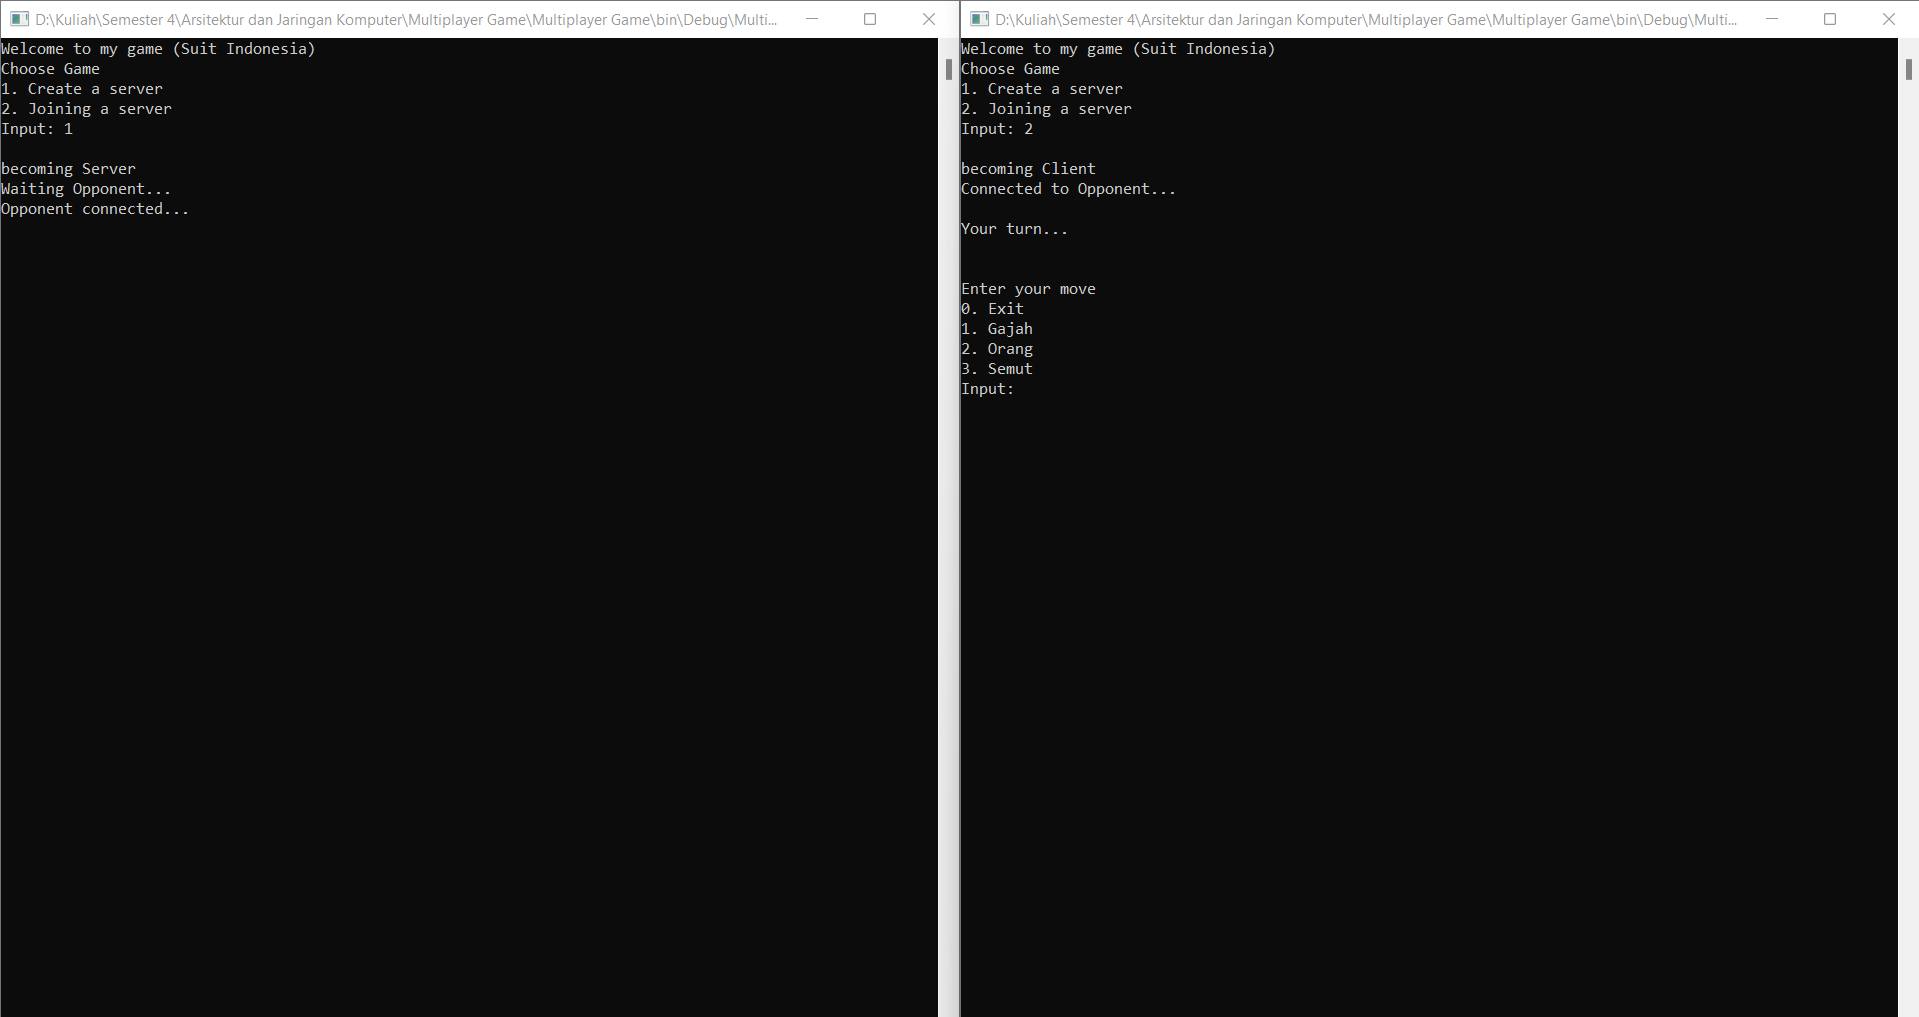 D:\Kuliah\Semester 4\Arsitektur dan Jaringan Komputer\Multiplayer Game\Multiplayer Game\bin\Debug\Multi...
Welcome to my game (Suit Indonesia)
Choose Game
1. Create a server
2. Joining a server
Input: 1
becoming Server
Waiting Opponent...
Opponent connected...
D:\Kuliah\Semester 4\Arsitektur dan Jaringan Komputer\Multiplayer Game\Multiplayer Game\bin\Debug\Multi...
Welcome to my game (Suit Indonesia)
Choose Game
1. Create a server
2. Joining a server
Input: 2
becoming Client
Connected to Opponent...
Your turn...
Enter your move
0. Exit
1. Gajah
2. Orang
3. Semut
Input: